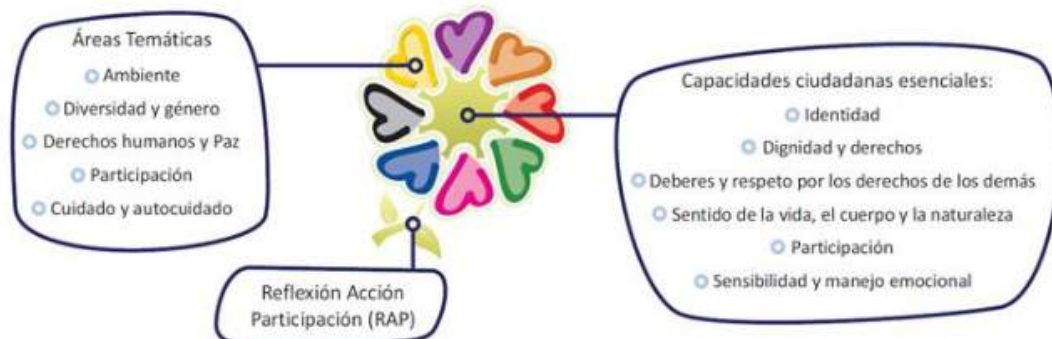 Áreas Temáticas
Ambiente
Diversidad y género
Derechos humanos y Paz
Participación
Cuidado y autocuidado
Capacidades ciudadanas esenciales:
Identidad
Dignidad y derechos
Deberes y respeto por los derechos de los demás
Sentido de la vida, el cuerpo y la naturaleza
Participación
Sensibilidad y manejo emocional
Reflexión Acción
Participación (RAP)